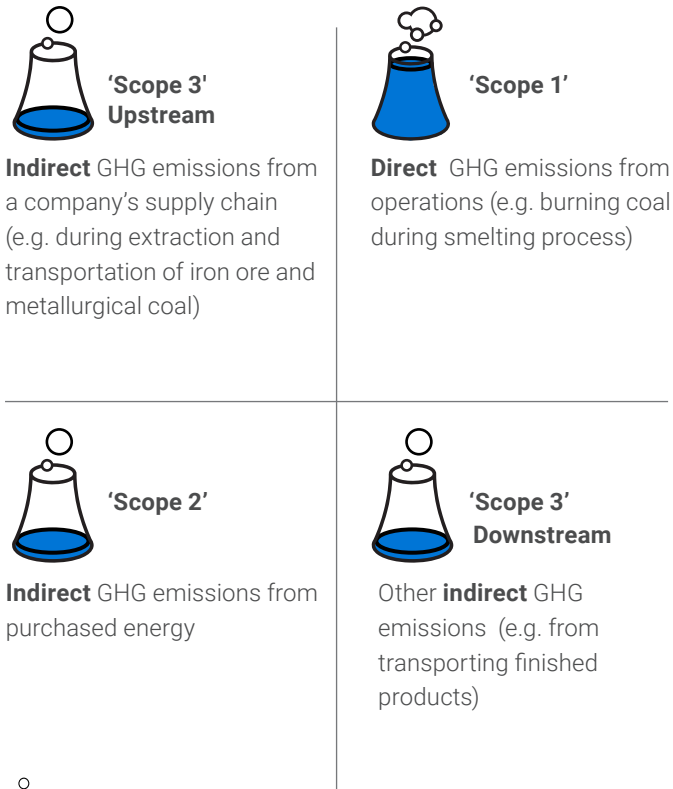 ‘Scope 3'
Upstream
Indirect GHG emissions from
a company’s supply chain
(e.g. during extraction and
transportation of iron ore and
metallurgical coal)
‘Scope 1’
Direct GHG emissions from
operations (e.g. burning coal
during smelting process)
‘Scope 2’
Indirect GHG emissions from
purchased energy
‘Scope 3’
Downstream
Other indirect GHG
emissions (e.g. from
transporting finished
products)